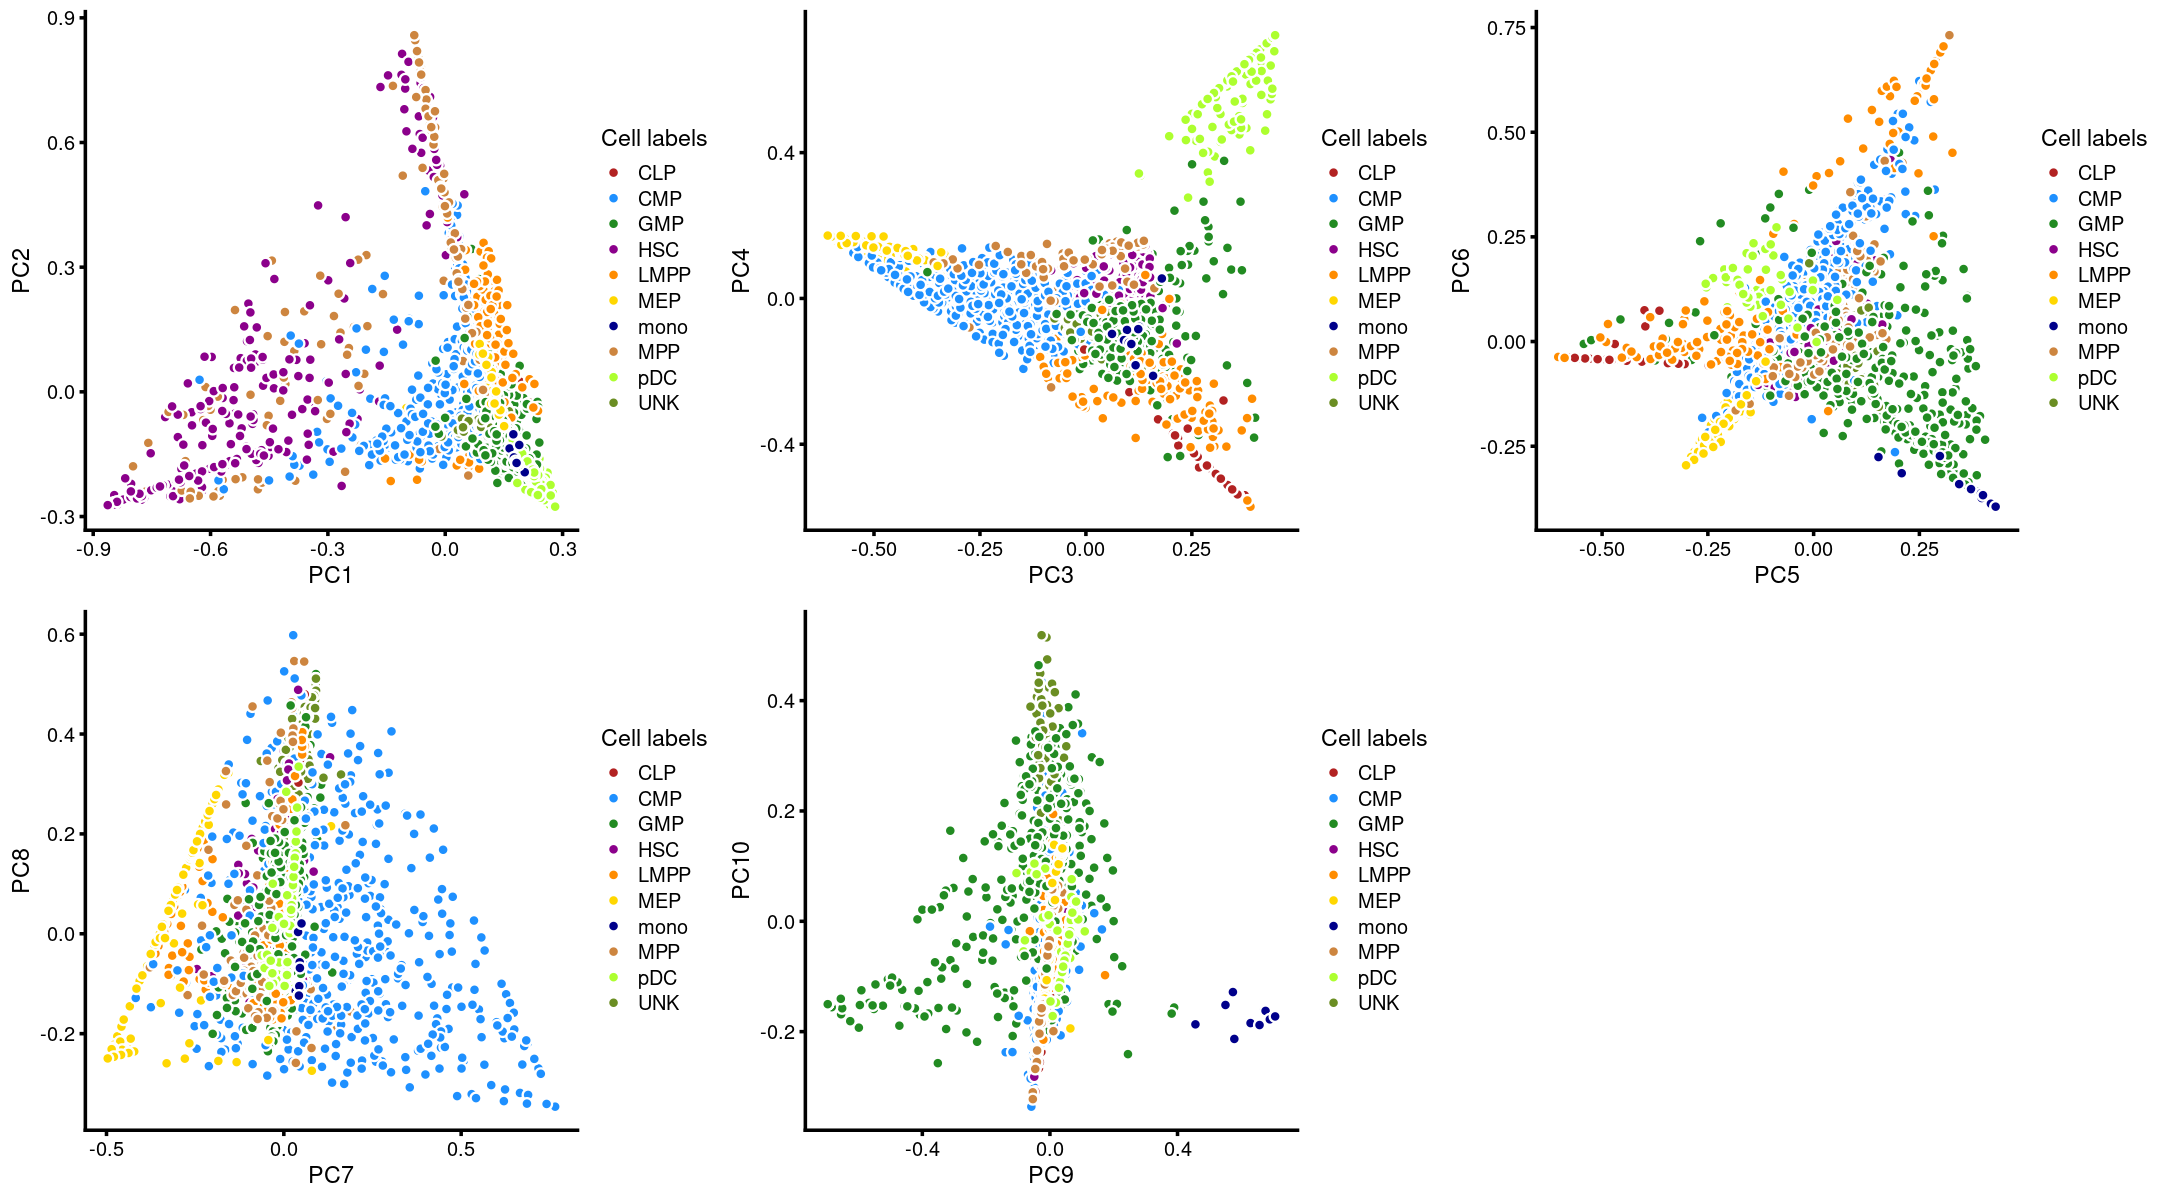 0.9
0.6
0.3
0.0
-0.3
PC2
-0.9 -0.6 -0.3 0.0 0.3
PC1
Cell labels
CLP
CMP
GMP
HSC
LMPP
MEP
mono
MPP
pDC
UNK
0.4
0.0
-0.4
PC4
-0.50 -0.25 0.00 0.25
PC3
Cell labels
CLP
CMP
GMP
HSC
LMPP
MEP
mono
MPP
pDC
UNK
0.75
0.50
0.25
0.00
-0.25
PC6
-0.50 -0.25 0.00 0.25
PC5
Cell labels
CLP
CMP
GMP
HSC
LMPP
MEP
mono
MPP
pDC
UNK
0.6
0.4
0.2
0.0
-0.2
PC8
-0.5 0.0 0.5
PC7
Cell labels
CLP
CMP
GMP
HSC
LMPP
MEP
mono
MPP
pDC
UNK
0.4
0.2
0.0
-0.2
PC10
-0.4 0.0 0.4
PC9
Cell labels
CLP
CMP
GMP
HSC
LMPP
MEP
mono
MPP
pDC
UNK